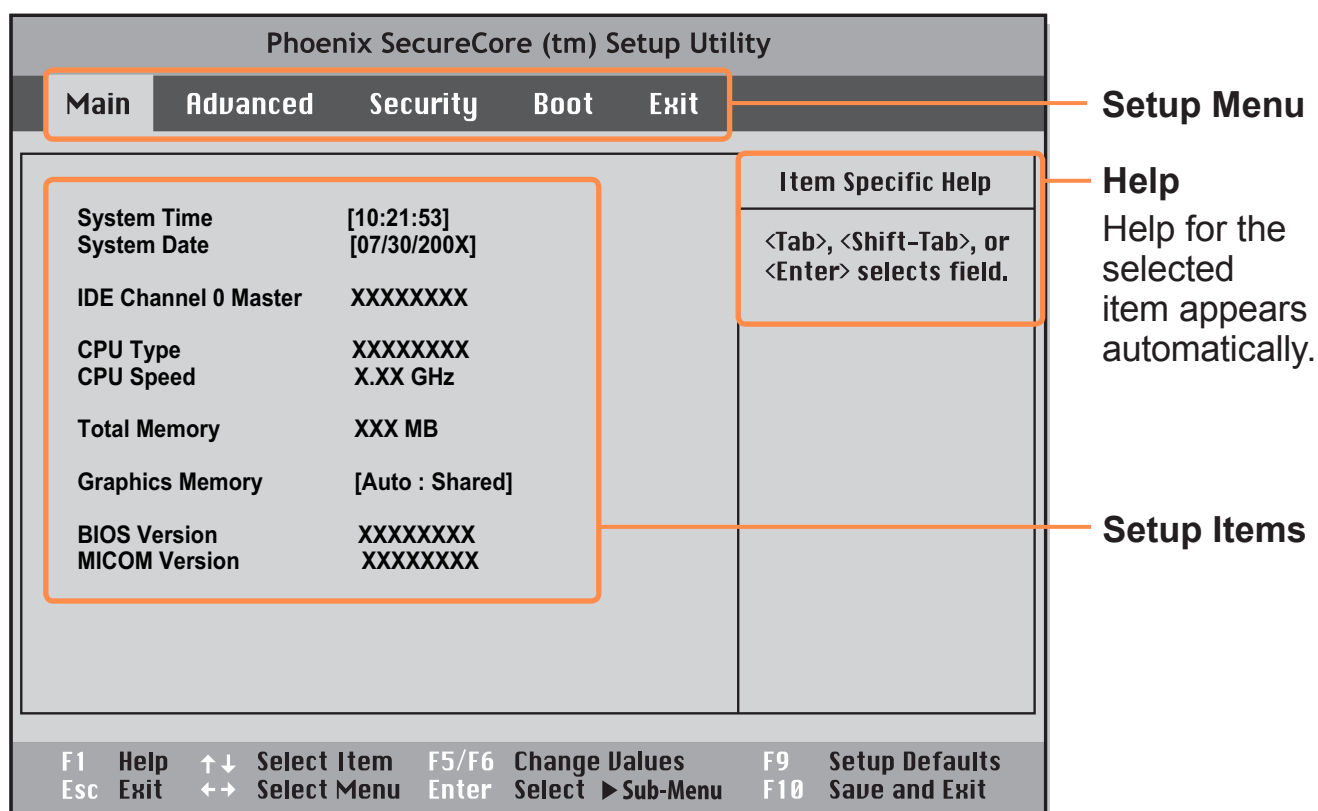 Phoenix SecureCore (tm) Setup Utility
Main Advanced Security Boot Exit
Setup Menu
System Time [10:21:53]
System Date [07/30/200X]
IDE Channel 0 Master XXXXXXXX
CPU Type XXXXXXXX
CPU Speed X.XX GHz
Total Memory XXX MB
Graphics Memory [Auto : Shared]
BIOS Version XXXXXXXX
MICOM Version XXXXXXXX
Item Specific Help
<Tab>, <Shift-Tab>, or
<Enter> selects field.
Help
Help for the
selected
item appears
automatically.
Setup Items
F1 Help ↑↓ Select Item F5/F6 Change Values F9 Setup Defaults
Esc Exit ←→ Select Menu Enter Select ▶Sub-Menu F10 Save and Exit